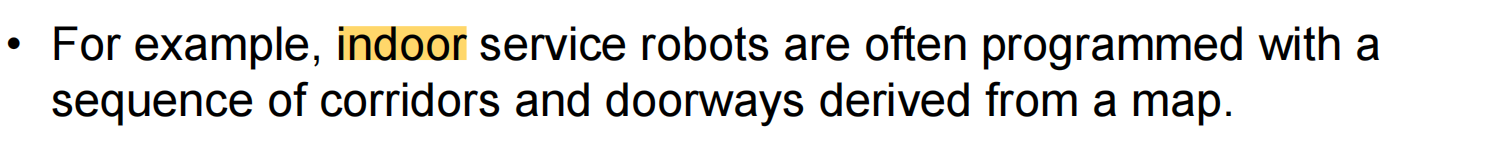 • For example, indoor service robots are often programmed with a
sequence of corridors and doorways derived from a map.